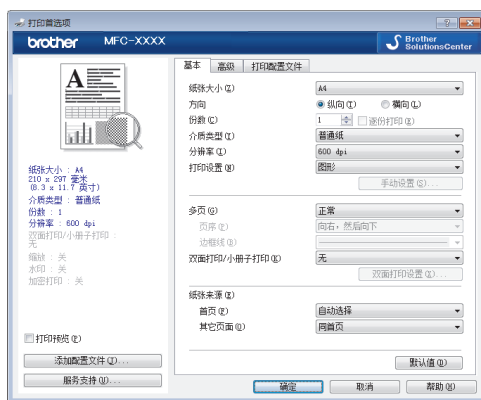 打印首选项
brother MFC-XXXX Brother
SolutionsCenter
基本 高级 打印配置文件
纸张大小(Z) A4
方向 纵向(T) 横向(L)
份数(C) 1 逐份打印(E)
介质类型(I) 普通纸
分辨率(I) 600 dpi
打印设置(N) 图形
手动设置(S)...
多页(G) 正常
页序(P) 向右，然后向下
边框线(B)
双面打印/小册子打印(K) 无
双面打印设置(X)...
纸张来源(R)
首页(F) 自动选择
其它页面(O) 同首页
默认值(D)
纸张大小 : A4
210 x 297 毫米
(8.3 x 11.7 英寸)
介质类型 : 普通纸
份数 : 1
分辨率 : 600 dpi
双面打印/小册子打印 :
无
缩放 : 关
水印 : 关
加密打印 : 关
打印预览(P)
添加配置文件(J)...
服务支持(U)...
确定 取消 帮助(H)